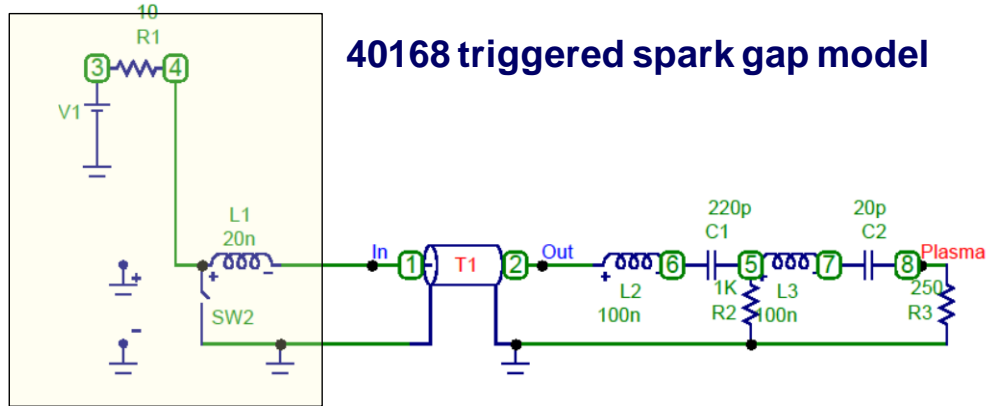 40168 triggered spark gap model
10
R1
3
4
V1
+
-
L1
20n
+
-
SW2
+
In
1
T1
2
Out
+
-
L2
100n
6
220p
C1
5
1K
R2
+
-
L3
100n
7
20p
C2
8
Plasma
250
R3